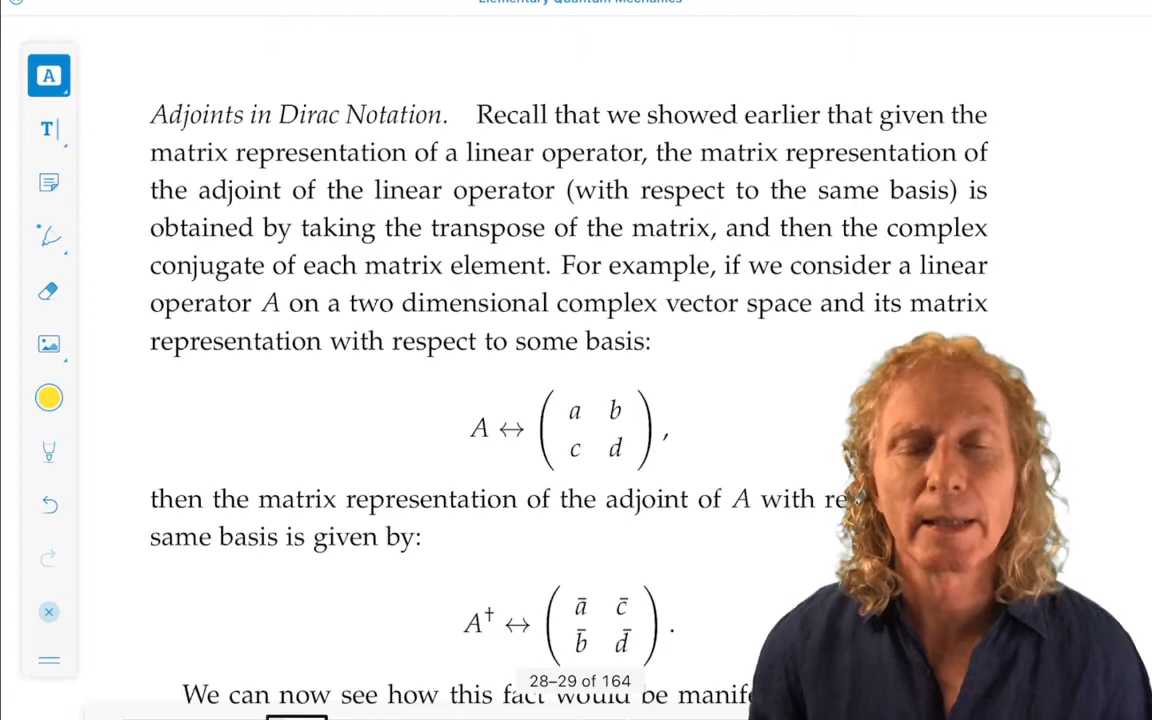 Elementary Quantum Mechanics
A
T
Adjoints in Dirac Notation. Recall that we showed earlier that given the
matrix representation of a linear operator, the matrix representation of
the adjoint of the linear operator (with respect to the same basis) is
obtained by taking the transpose of the matrix, and then the complex
conjugate of each matrix element. For example, if we consider a linear
operator A on a two dimensional complex vector space and its matrix
representation with respect to some basis:
A ↔ ( a b
c d ) ,
then the matrix representation of the adjoint of A with re
same basis is given by:
A† ↔ ( ā c̄
b̄ d̄ ) .
28–29 of 164
We can now see how this fact would be manif